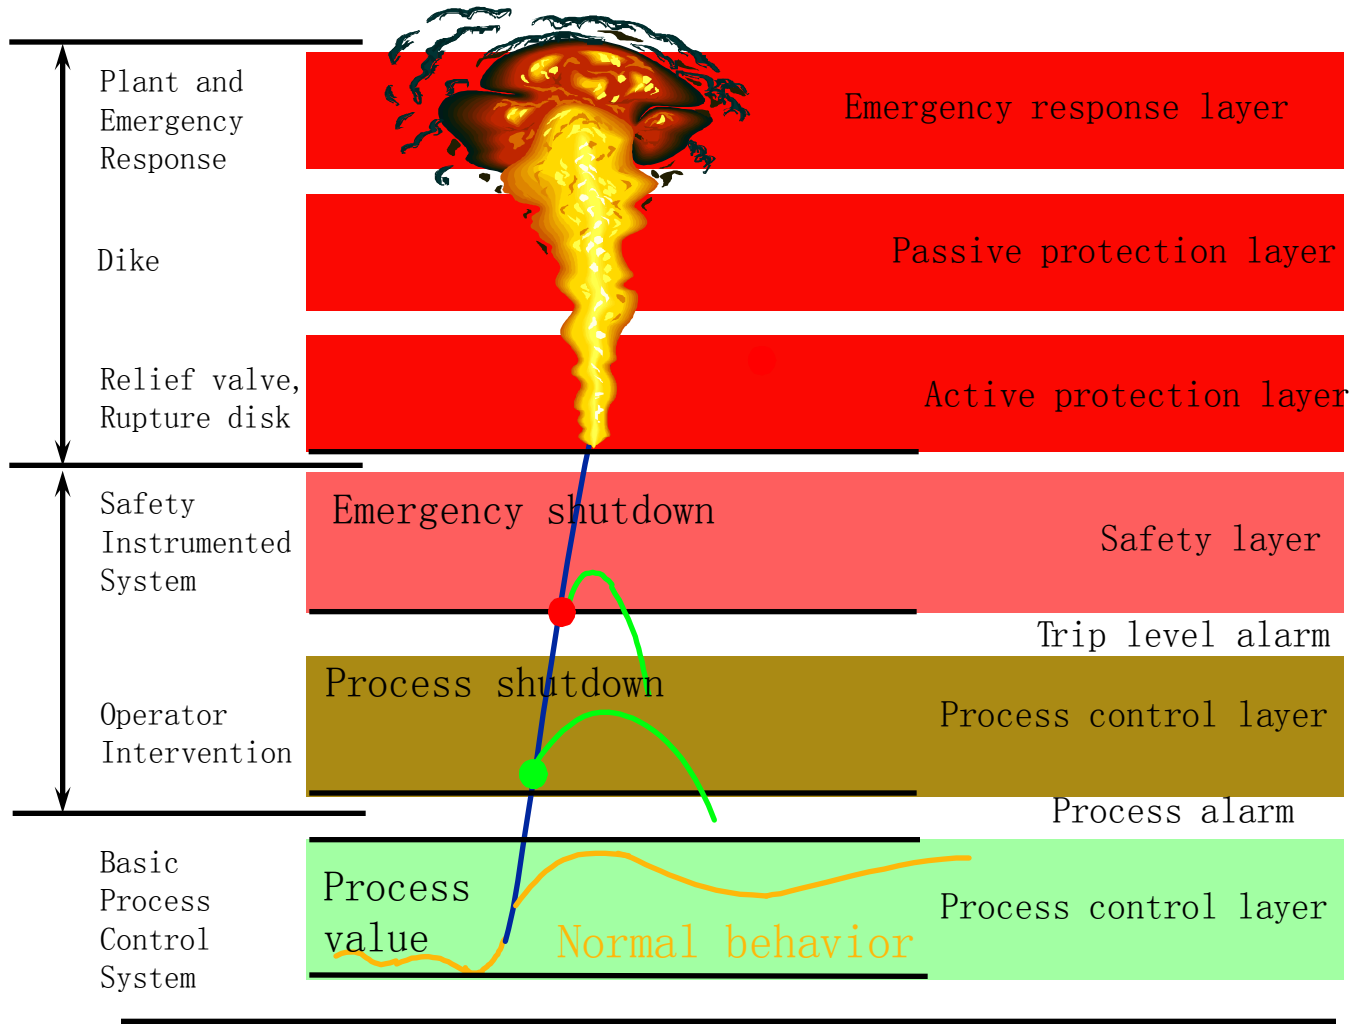 Plant and
Emergency
Response
Emergency response layer
Dike
Passive protection layer
Relief valve,
Rupture disk
Active protection layer
Safety
Instrumented
System
Emergency shutdown
Safety layer
Trip level alarm
Process shutdown
Operator
Intervention
Process control layer
Process alarm
Basic
Process
Control
System
Process
value
Normal behavior
Process control layer